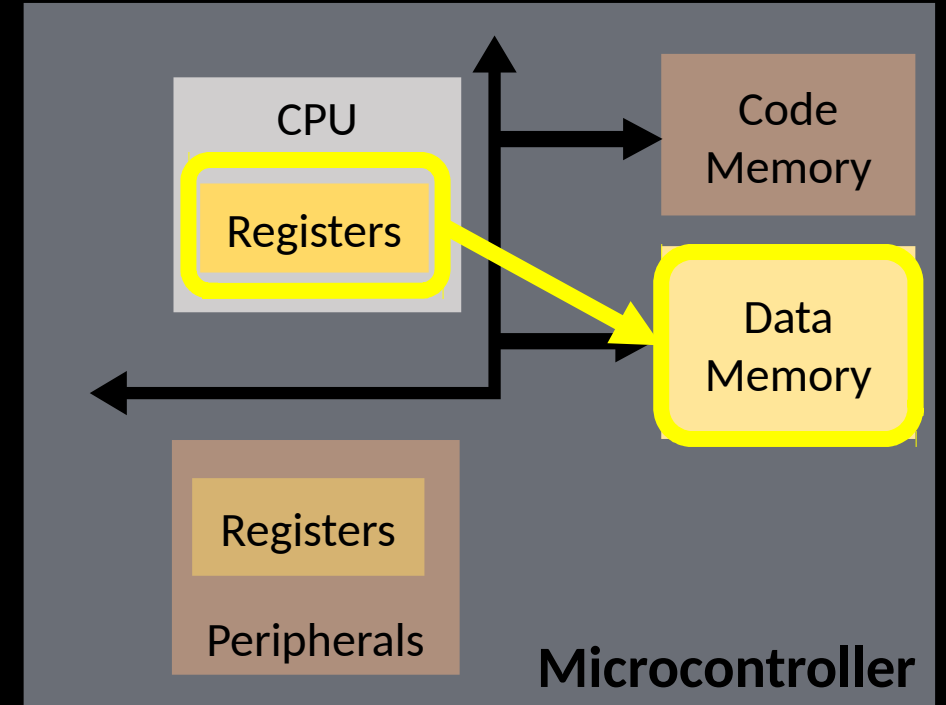 CPU
Registers
Code
Memory
Data
Memory
Registers
Peripherals
Microcontroller